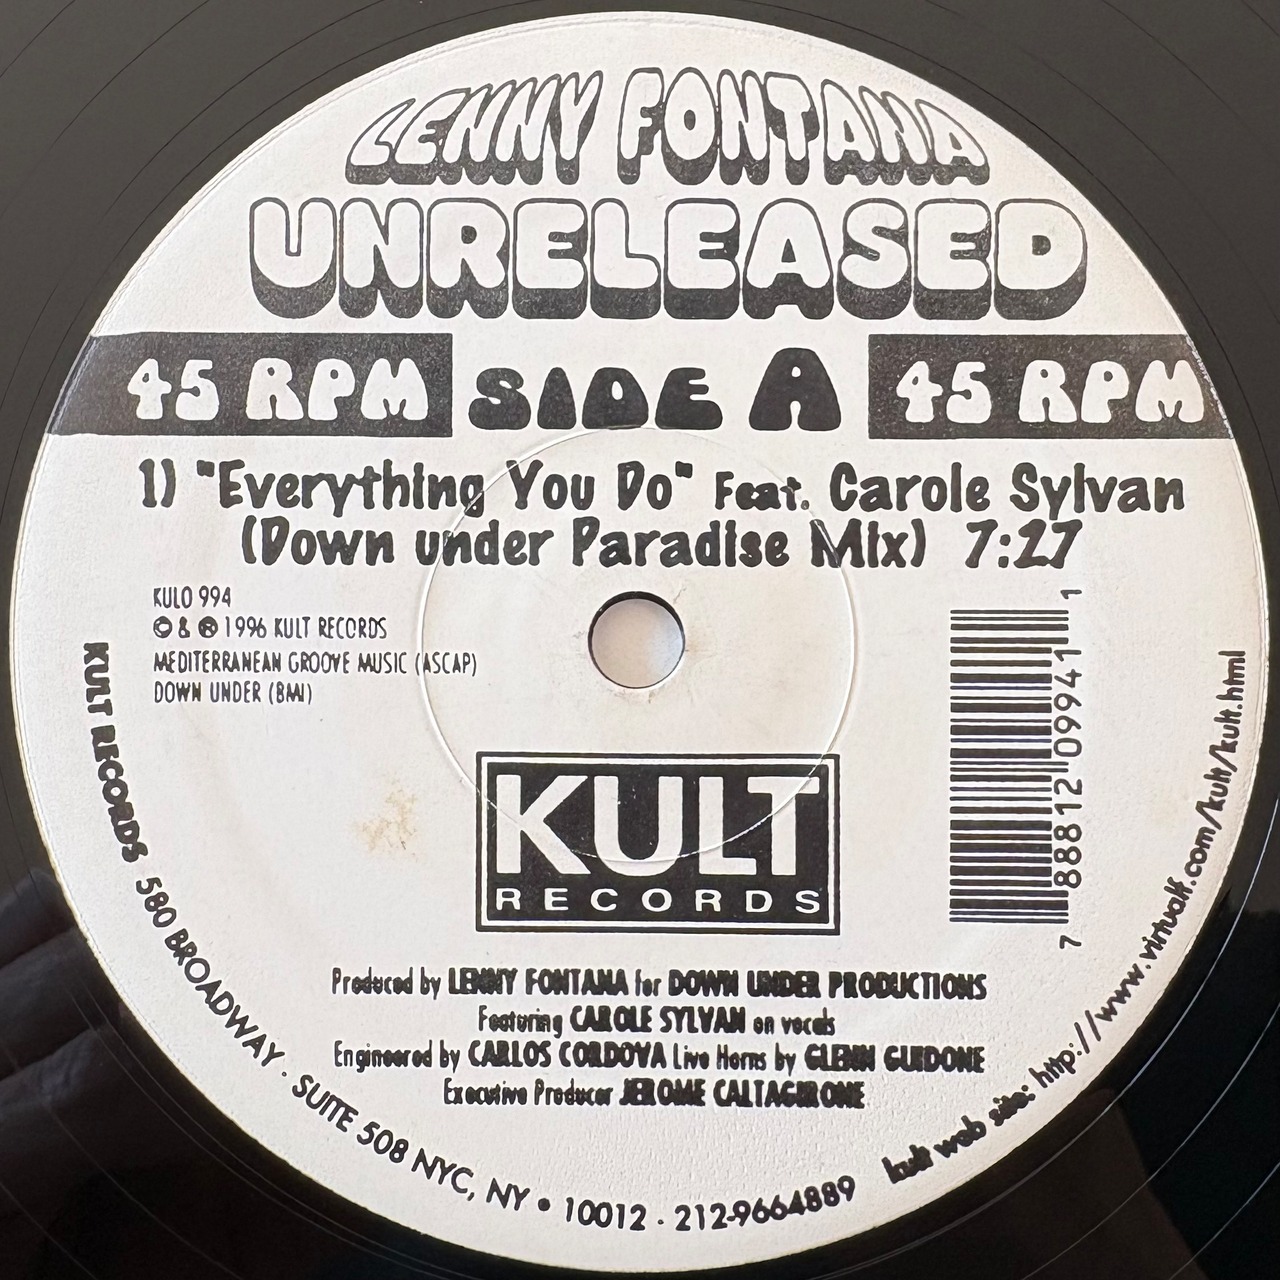 LENNY FONTANA
UNRELEASED
45 RPM SIDE A 45 RPM
1) "Everything You Do" Feat. Carole Sylvan
(Down under Paradise Mix) 7:27
KULO 994
© & ℗ 1996 KULT RECORDS
MEDITERRANEAN GROOVE MUSIC (ASCAP)
DOWN UNDER (BMI)
7 88812 09941 1
KULT
RECORDS
Produced by LENNY FONTANA for DOWN UNDER PRODUCTIONS
Featuring CAROLE SYLVAN on vocals
Engineered by CARLOS CORDOVA Live Horns by GLENN GUIDONE
Executive Producer JEROME CALTAGIRONE
KULT RECORDS 580 BROADWAY · SUITE 508 NYC, NY • 10012 · 212-9664889
kult web site: http://www.virtualf.com/kult/kult.html